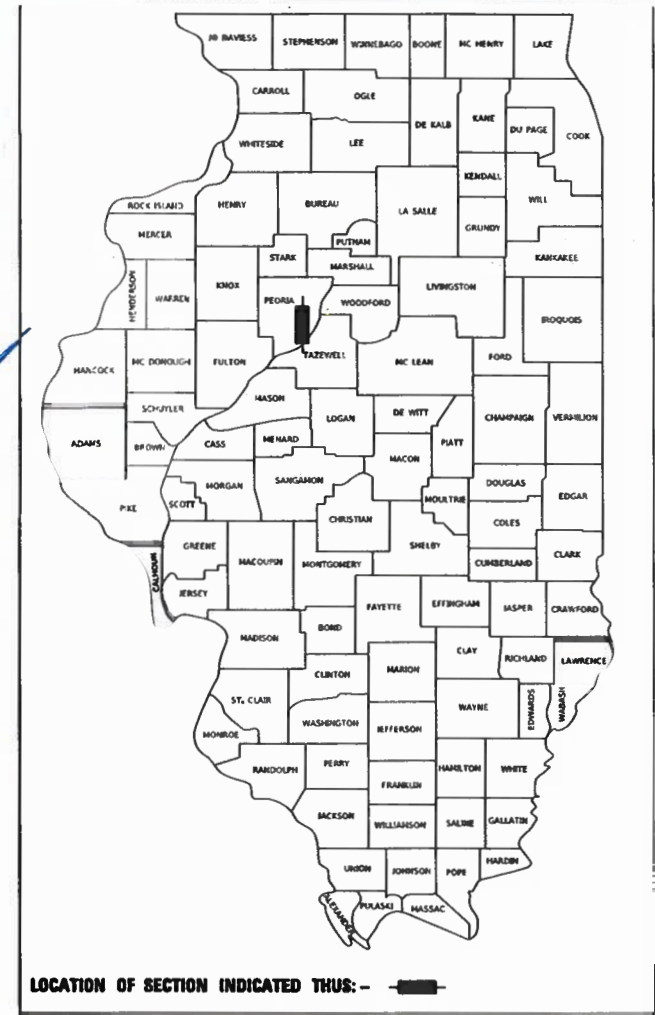 JO DAVIESS STEPHENSON WINNEBAGO BOONE MC HENRY LAKE
CARROLL OGLE
DE KALB KANE DU PAGE COOK
WHITESIDE LEE
KENDALL
ROCK ISLAND HENRY BUREAU LA SALLE WILL
MERCER GRUNDY
PUTNAM
STARK MARSHALL KANKAKEE
HENDERSON WARREN KNOX PEORIA WOODFORD LIVINGSTON IROQUOIS
HANCOCK MC DONOUGH FULTON TAZEWELL MC LEAN FORD
SCHUYLER MASON
LOGAN DE WITT CHAMPAIGN VERMILION
ADAMS BROWN CASS MENARD PIATT
MACON
MORGAN SANGAMON DOUGLAS
PIKE SCOTT MOULTRIE EDGAR
CHRISTIAN COLES
GREENE MACOUPIN MONTGOMERY SHELBY CUMBERLAND CLARK
CALHOUN JERSEY
FAYETTE EFFINGHAM JASPER CRAWFORD
MADISON BOND
CLAY RICHLAND LAWRENCE
CLINTON MARION
ST. CLAIR WAYNE EDWARDS WABASH
WASHINGTON JEFFERSON
MONROE
RANDOLPH PERRY HAMILTON WHITE
FRANKLIN
JACKSON WILLIAMSON SALINE GALLATIN
UNION JOHNSON POPE HARDIN
ALEXANDER PULASKI MASSAC
LOCATION OF SECTION INDICATED THUS:-